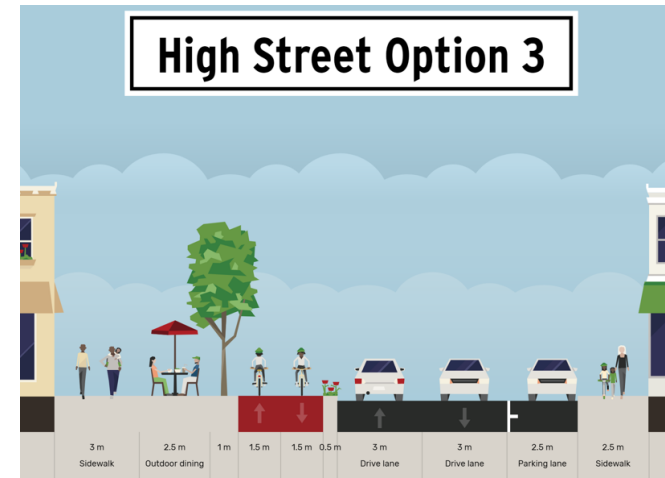 High Street Option 3
3 m
Sidewalk
2.5 m
Outdoor dining
1 m
1.5 m
1.5 m
0.5 m
3 m
Drive lane
3 m
Drive lane
2.5 m
Parking lane
2.5 m
Sidewalk